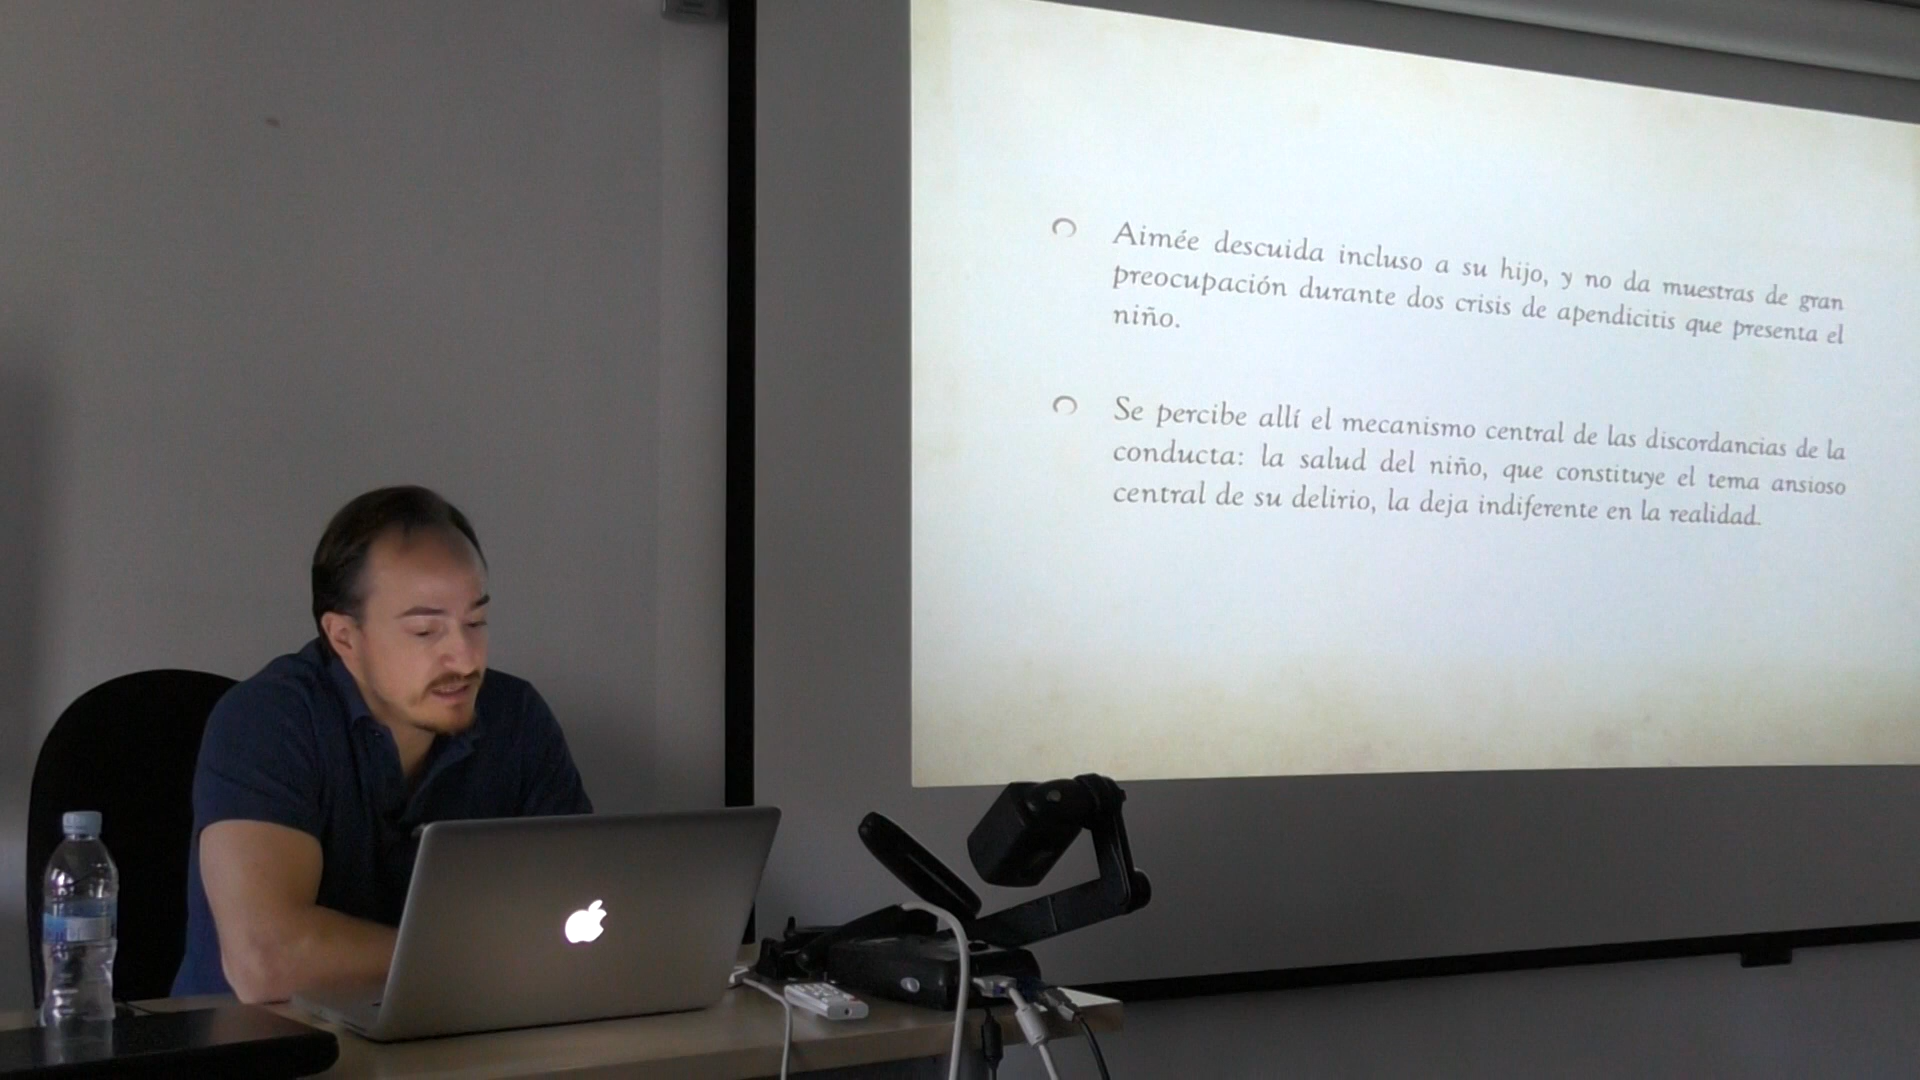 Aimée descuida incluso a su hijo, y no da muestras de gran
preocupación durante dos crisis de apendicitis que presenta el
niño.
Se percibe allí el mecanismo central de las discordancias de la
conducta: la salud del niño, que constituye el tema ansioso
central de su delirio, la deja indiferente en la realidad.